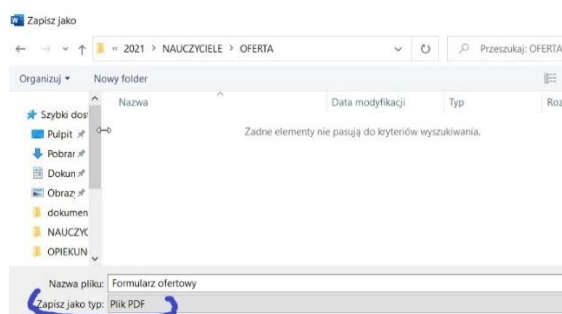 Zapisz jako
« 2021 > NAUCZYCIELE > OFERTA
Przeszukaj: OFERTA
Organizuj Nowy folder
Nazwa Data modyfikacji Typ Roz
Szybki dos
Pulpit
Pobrar
Dokun
Obraz
dokumen
NAUCZYC
OPIEKUN
Żadne elementy nie pasują do kryteriów wyszukiwania.
Nazwa pliku: Formularz ofertowy
Zapisz jako typ: Plik PDF